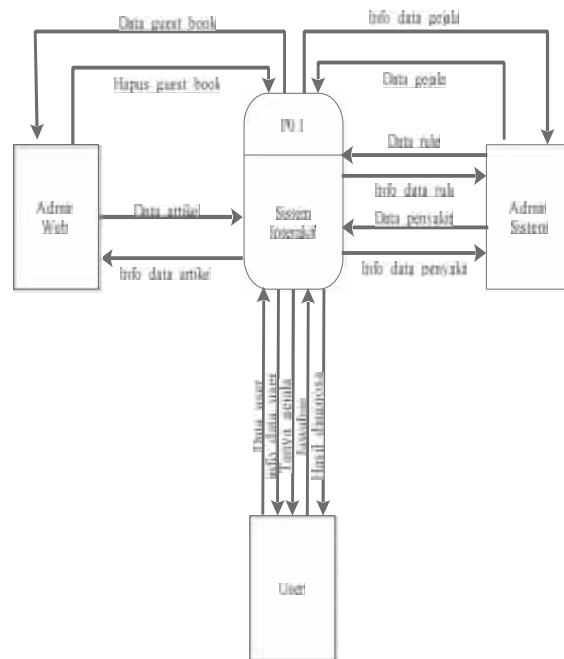 Data guest book
Info data gejala
Hapus guest book
Data gejala
Data rule
Info data rule
Admin
Web
Data artikel
Sistem
Interaktif
Data penyakit
Admin
Sistem
Info data artikel
Info data penyakit
Data user
info data user
Tanya gejala
Jawaban
Hasil diagnosa
User